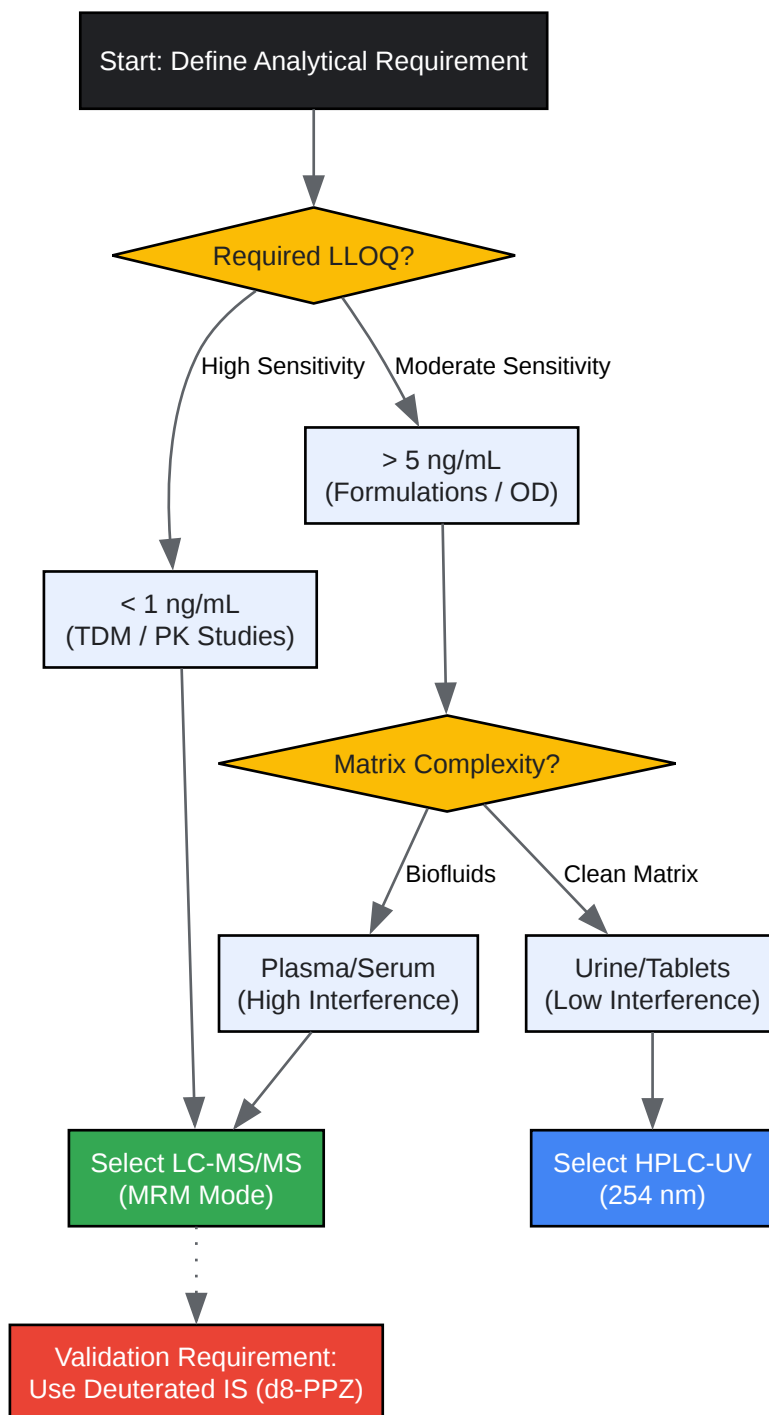 Start: Define Analytical Requirement
Required LLOQ?
High Sensitivity
Moderate Sensitivity
> 5 ng/mL
(Formulations / OD)
< 1 ng/mL
(TDM / PK Studies)
Matrix Complexity?
Biofluids
Clean Matrix
Plasma/Serum
(High Interference)
Urine/Tablets
(Low Interference)
Select LC-MS/MS
(MRM Mode)
Select HPLC-UV
(254 nm)
Validation Requirement:
Use Deuterated IS (d8-PPZ)